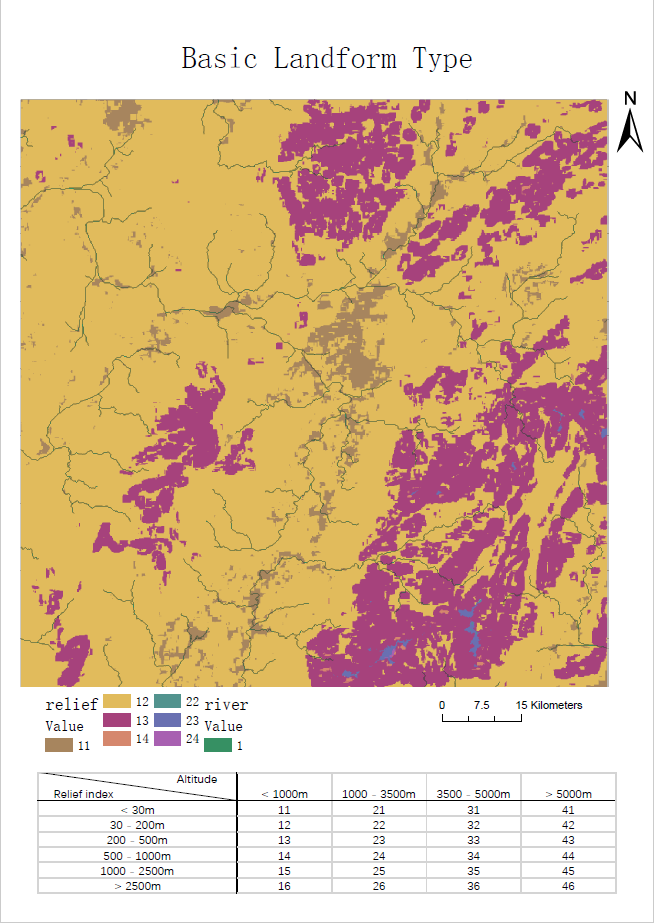 Basic Landform Type
N
relief 12 22 river
Value 13 23 Value
11 14 24 1
0 7.5 15 Kilometers
Altitude
Relief index < 1000m 1000 - 3500m 3500 - 5000m > 5000m
< 30m 11 21 31 41
30 - 200m 12 22 32 42
200 - 500m 13 23 33 43
500 - 1000m 14 24 34 44
1000 - 2500m 15 25 35 45
> 2500m 16 26 36 46